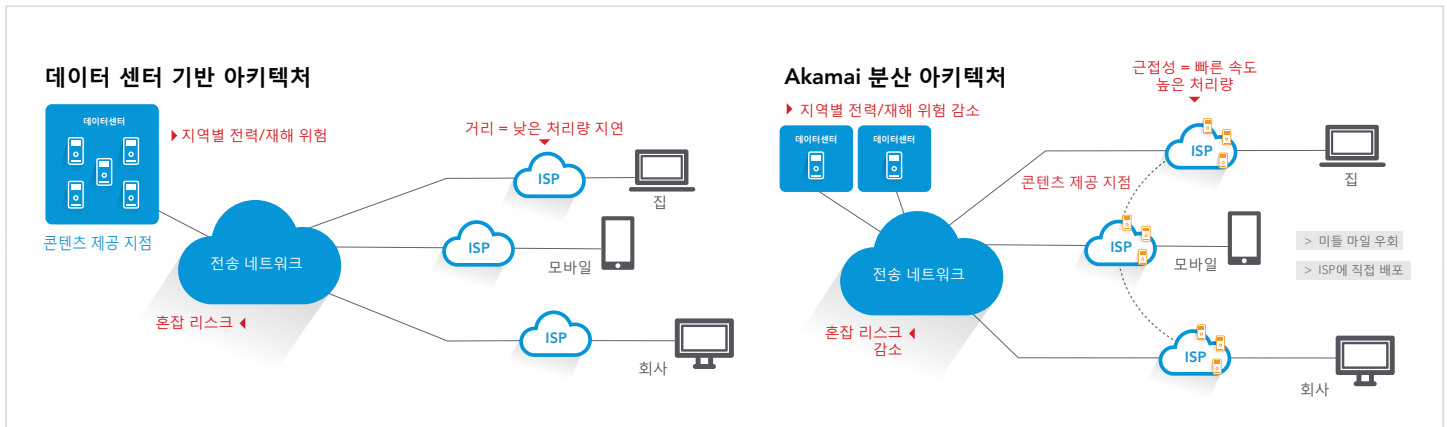 데이터 센터 기반 아키텍처
데이터센터
▶ 지역별 전력/재해 위험
콘텐츠 제공 지점
전송 네트워크
혼잡 리스크 ◀
거리 = 낮은 처리량 지연
ISP
집
ISP
모바일
ISP
회사
Akamai 분산 아키텍처
▶ 지역별 전력/재해 위험 감소
데이터센터
데이터센터
전송 네트워크
혼잡 리스크 ◀
감소
근접성 = 빠른 속도
높은 처리량
콘텐츠 제공 지점
ISP
집
ISP
모바일
ISP
회사
> 미들 마일 우회
> ISP에 직접 배포